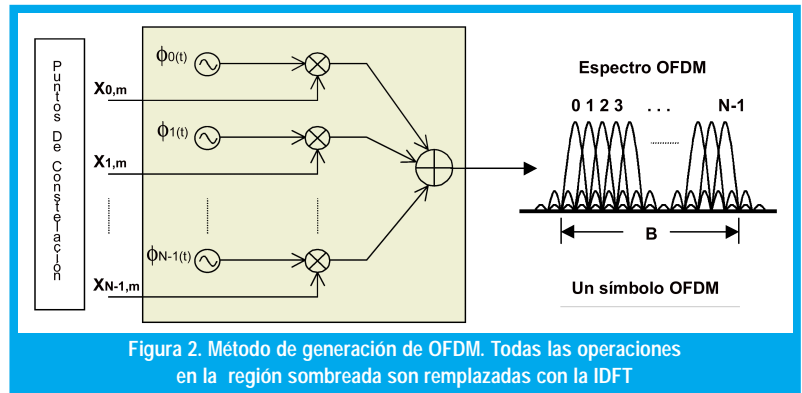 Puntos De Constelación
ϕ0(t)
X0,m
ϕ1(t)
X1,m
ϕN-1(t)
XN-1,m
Espectro OFDM
0 1 2 3 . . . N-1
B
Un símbolo OFDM
Figura 2. Método de generación de OFDM. Todas las operaciones
en la región sombreada son remplazadas con la IDFT